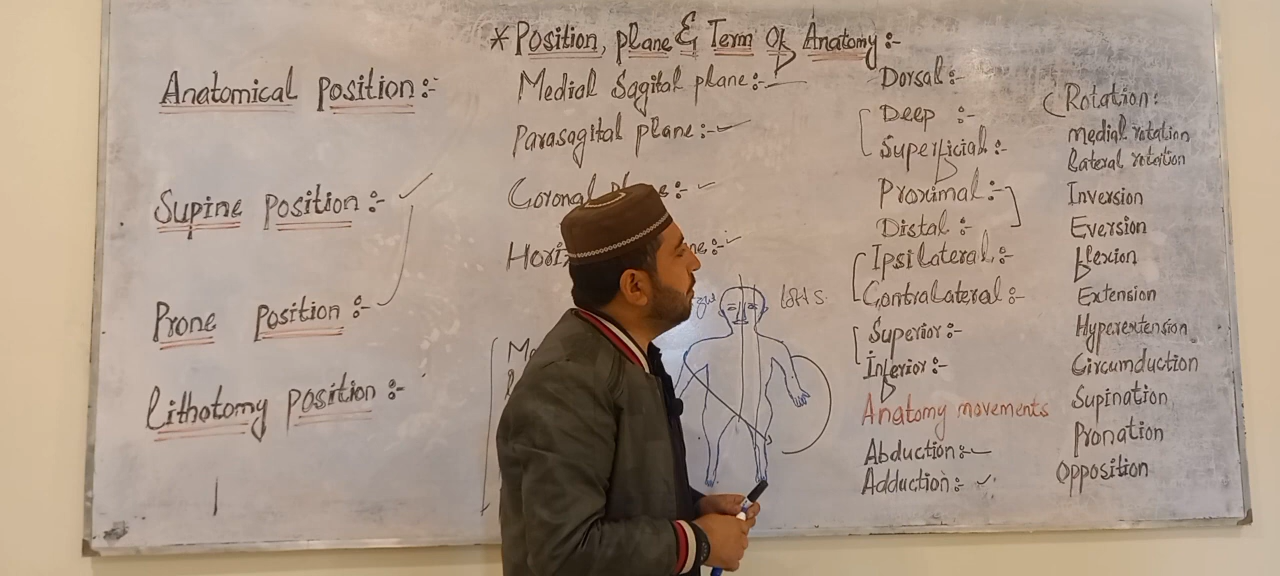 * Position, plane & Term Of Anatomy:-
Anatomical position:-
Supine position:-
Prone position:-
Lithotomy position:-
Medial Sagital plane:-
Parasagital plane:-
Coronal
Dorsal:-
Deep :-
Superficial:-
Proximal:-
Distal:-
Ipsilateral:-
Contralateral:-
Superior:-
Inferior:-
Anatomy movements
Abduction:-
Adduction:-
Rotation:
medial rotation
lateral rotation
Inversion
Eversion
flexion
Extension
Hyperextension
Circumduction
Supination
Pronation
Opposition